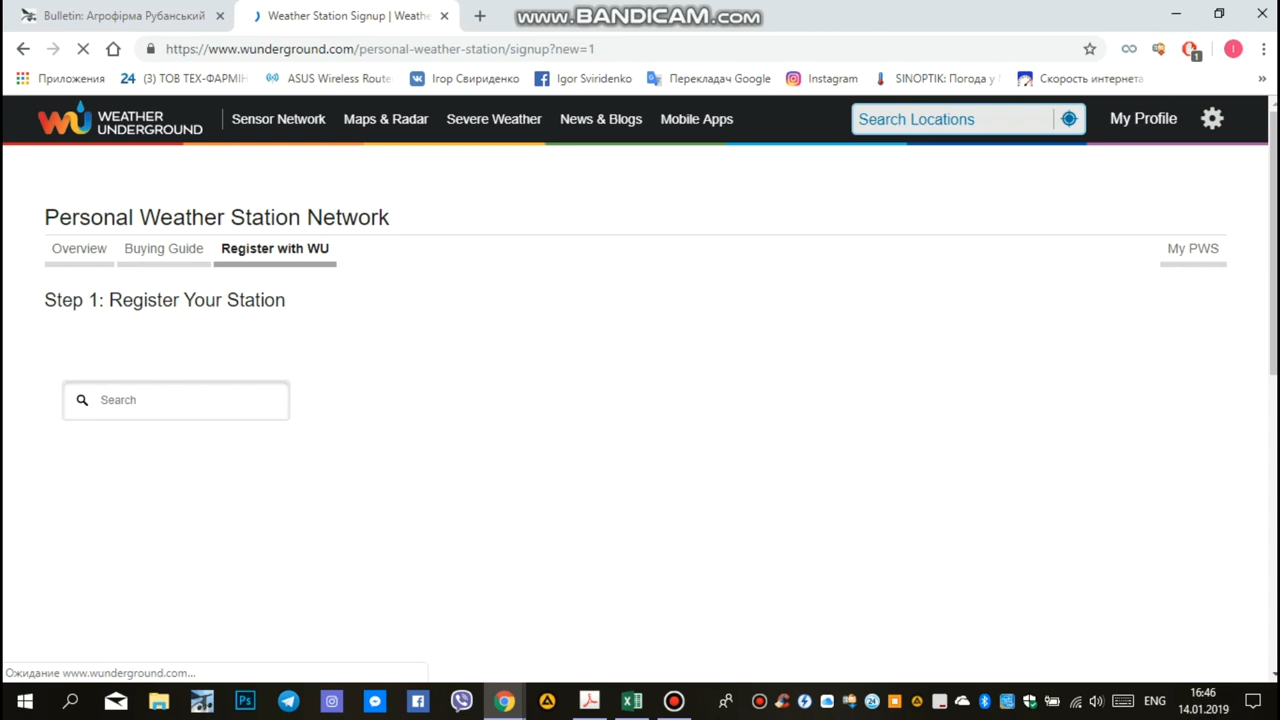 Bulletin: Агрофірма Рубанський
Weather Station Signup | Weathe
www.BANDICAM.com
https://www.wunderground.com/personal-weather-station/signup?new=1
1
Приложения
24 (3) ТОВ ТЕХ-ФАРМІН
ASUS Wireless Route
Ігор Свириденко
Igor Sviridenko
Перекладач Google
Instagram
SINOPTIK: Погода у
Скорость интернета
»
WU WEATHER UNDERGROUND
Sensor Network
Maps & Radar
Severe Weather
News & Blogs
Mobile Apps
Search Locations
My Profile
Personal Weather Station Network
Overview
Buying Guide
Register with WU
My PWS
Step 1: Register Your Station
Search
Ожидание www.wunderground.com...
ENG
16:46
14.01.2019